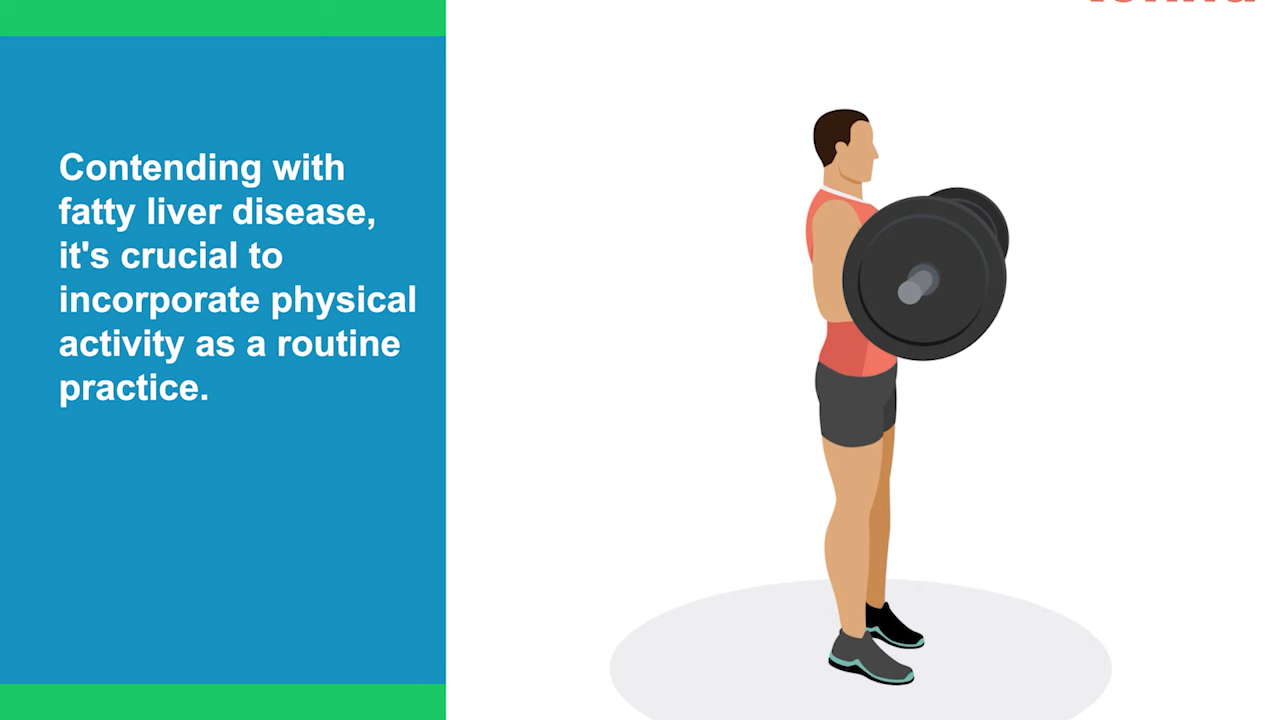 Contending with
fatty liver disease,
it's crucial to
incorporate physical
activity as a routine
practice.